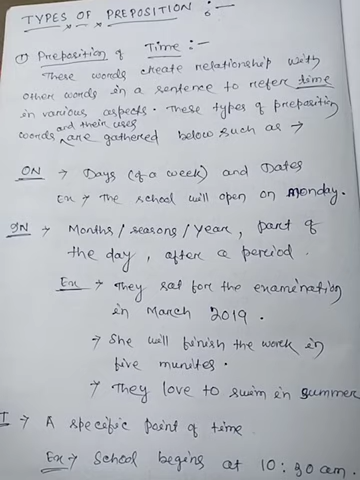 TYPES OF PREPOSITION :-
① Preposition of Time :-
These words create relationship with
other words in a sentence to refer time
in various aspects. These types of preposition
and their uses
words are gathered below such as →
ON → Days (of a week) and Dates
Ex → The school will open on Monday.
IN → Months / seasons / Year, part of
the day, after a period.
Ex → They sat for the examination
in March 2019.
→ She will finish the work in
five munites.
→ They love to swim in summer
T → A specific point of time.
Ex → School begins at 10:30 am.